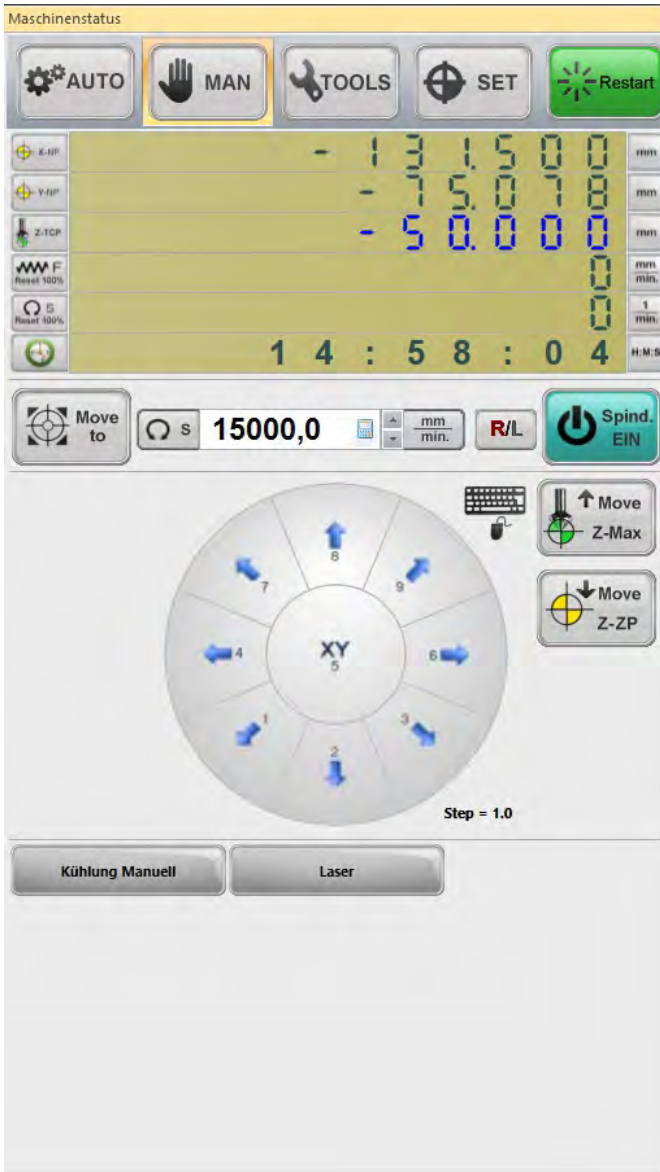 Maschinenstatus
AUTO MAN TOOLS SET Restart
X-NP -131.500 mm
Y-NP -75.078 mm
Z-TCP -50.000 mm
F Reset 100% 0 mm min.
S Reset 100% 0 1 min.
14:58:04 H:M:S
Move to S 15000,0 mm min. R/L Spind. EIN
Move Z-Max
8
7 9
Move Z-ZP
4 XY 5 6
1 3
2
Step = 1.0
Kühlung Manuell Laser